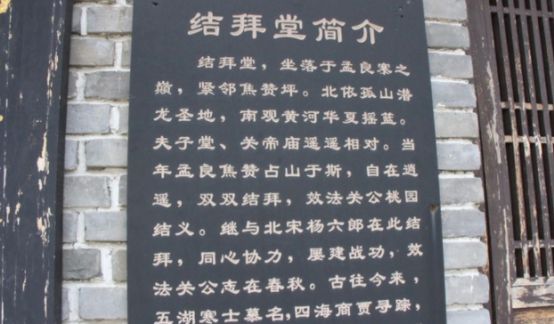 结拜堂简介
结拜堂，坐落于孟良寨之
巅，紧邻焦赞坪。北依孤山潜
龙圣地，南观黄河华夏摇蓝。
夫子堂、关帝庙遥遥相对。当
年孟良焦赞占山于斯，自在逍
遥，双双结拜，效法关公桃园
结义。继与北宋杨六郎在此结
拜，同心协力，屡建战功，效
法关公志在春秋。古往今来，
五湖寒士慕名，四海商贾寻踪，